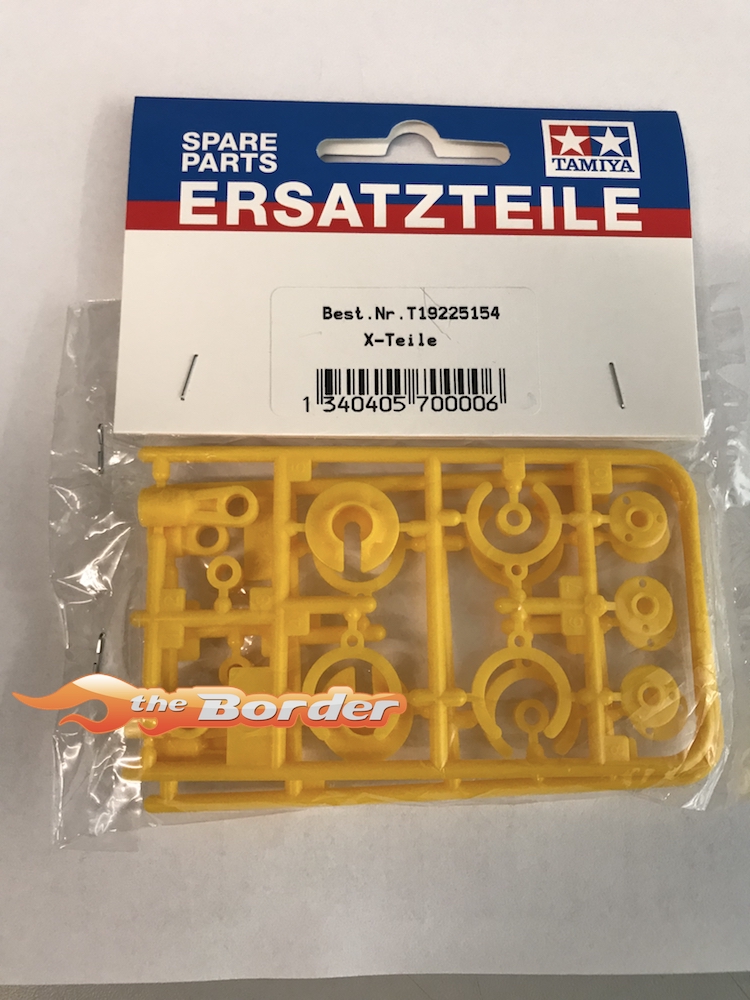 SPARE
PARTS
TAMIYA
ERSATZTEILE
Best.Nr.T19225154
X-Teile
1 340405 700006
the Border